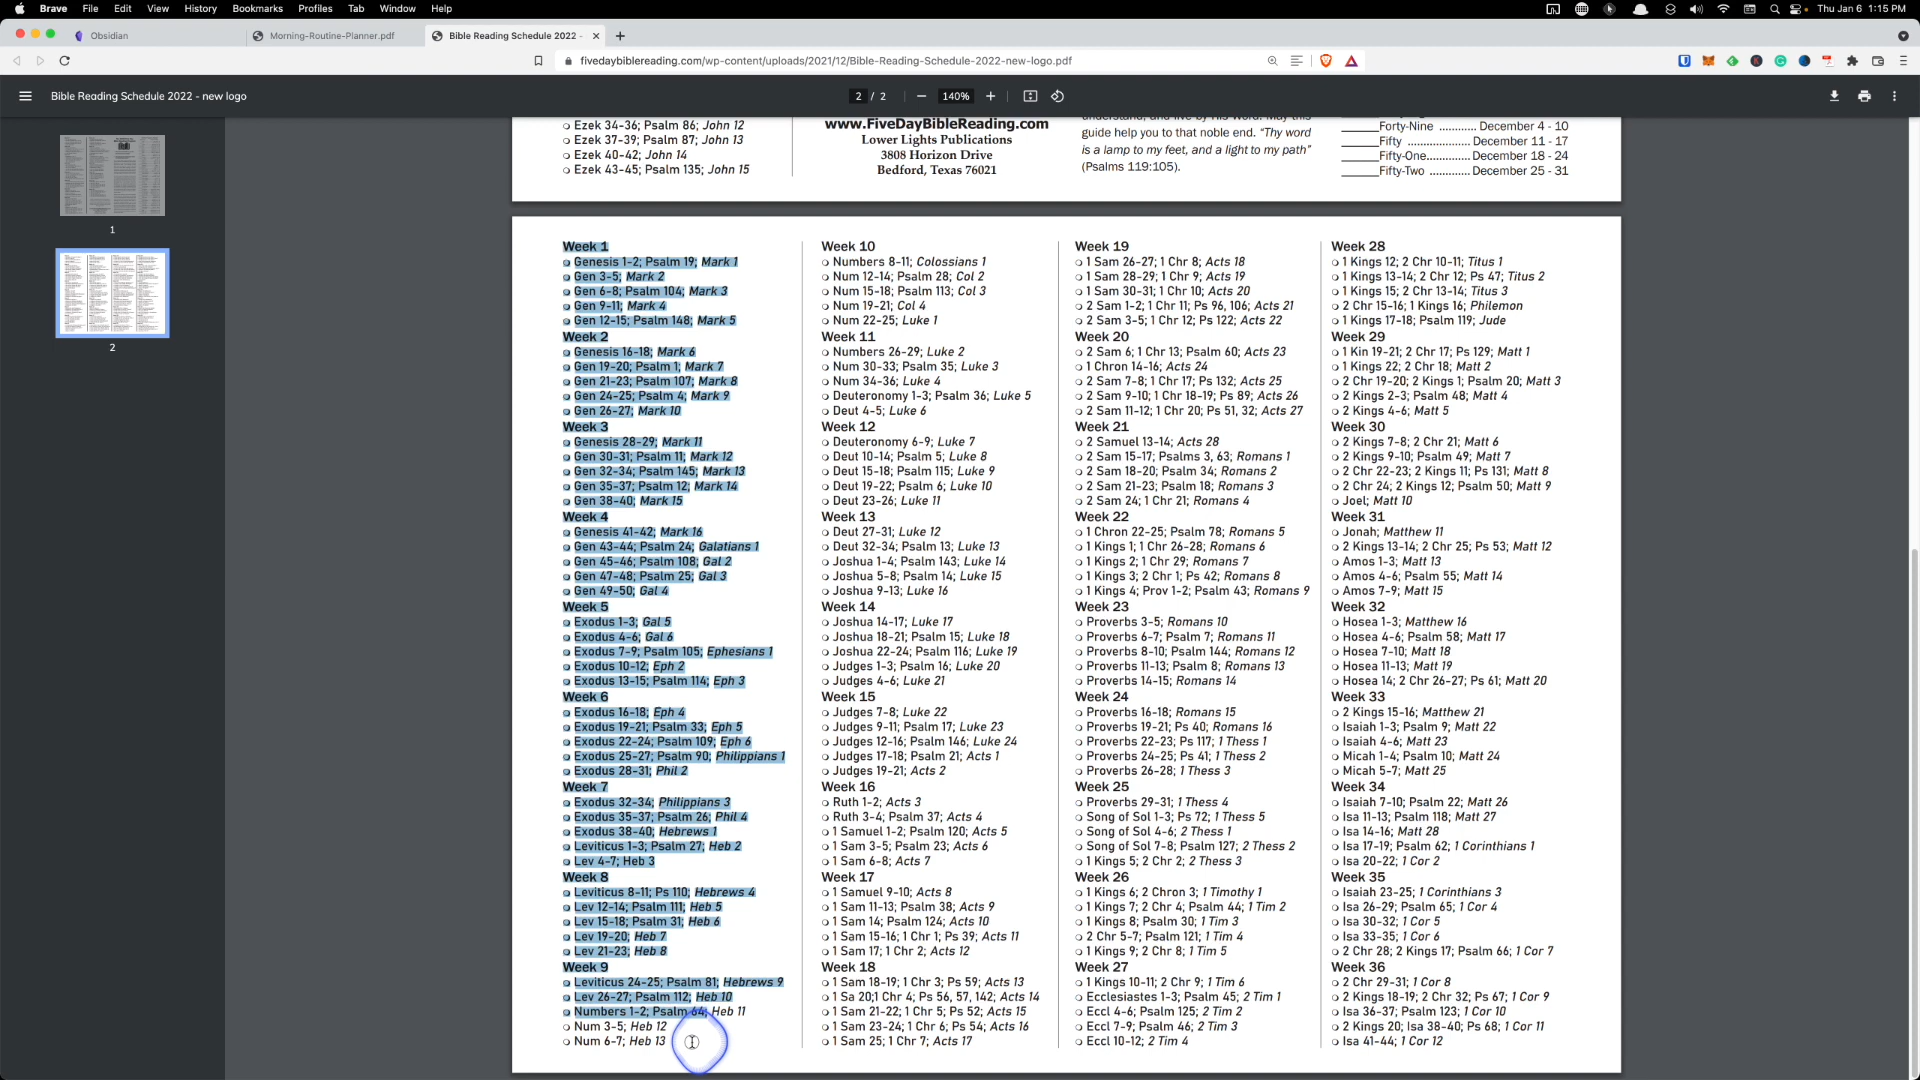 Brave File Edit View History Bookmarks Profiles Tab Window Help
Thu Jan 6 1:15 PM
Obsidian
Morning-Routine-Planner.pdf
Bible Reading Schedule 2022 -
fivedaybiblereading.com/wp-content/uploads/2021/12/Bible-Reading-Schedule-2022-new-logo.pdf
Bible Reading Schedule 2022 - new logo
2 / 2
140%
1
2
Ezek 34-36; Psalm 86; John 12
Ezek 37-39; Psalm 87; John 13
Ezek 40-42; John 14
Ezek 43-45; Psalm 135; John 15
www.FiveDayBibleReading.com
Lower Lights Publications
3808 Horizon Drive
Bedford, Texas 76021
understand, and live by His Word. May this
guide help you to that noble end. “Thy word
is a lamp to my feet, and a light to my path”
(Psalms 119:105).
Forty-Nine ............ December 4 - 10
Fifty ................... December 11 - 17
Fifty-One.............. December 18 - 24
Fifty-Two ............. December 25 - 31
Week 1
Genesis 1-2; Psalm 19; Mark 1
Gen 3-5; Mark 2
Gen 6-8; Psalm 104; Mark 3
Gen 9-11; Mark 4
Gen 12-15; Psalm 148; Mark 5
Week 2
Genesis 16-18; Mark 6
Gen 19-20; Psalm 1; Mark 7
Gen 21-23; Psalm 107; Mark 8
Gen 24-25; Psalm 4; Mark 9
Gen 26-27; Mark 10
Week 3
Genesis 28-29; Mark 11
Gen 30-31; Psalm 11; Mark 12
Gen 32-34; Psalm 145; Mark 13
Gen 35-37; Psalm 12; Mark 14
Gen 38-40; Mark 15
Week 4
Genesis 41-42; Mark 16
Gen 43-44; Psalm 24; Galatians 1
Gen 45-46; Psalm 108; Gal 2
Gen 47-48; Psalm 25; Gal 3
Gen 49-50; Gal 4
Week 5
Exodus 1-3; Gal 5
Exodus 4-6; Gal 6
Exodus 7-9; Psalm 105; Ephesians 1
Exodus 10-12; Eph 2
Exodus 13-15; Psalm 114; Eph 3
Week 6
Exodus 16-18; Eph 4
Exodus 19-21; Psalm 33; Eph 5
Exodus 22-24; Psalm 109; Eph 6
Exodus 25-27; Psalm 90; Philippians 1
Exodus 28-31; Phil 2
Week 7
Exodus 32-34; Philippians 3
Exodus 35-37; Psalm 26; Phil 4
Exodus 38-40; Hebrews 1
Leviticus 1-3; Psalm 27; Heb 2
Lev 4-7; Heb 3
Week 8
Leviticus 8-11; Ps 110; Hebrews 4
Lev 12-14; Psalm 111; Heb 5
Lev 15-18; Psalm 31; Heb 6
Lev 19-20; Heb 7
Lev 21-23; Heb 8
Week 9
Leviticus 24-25; Psalm 81; Hebrews 9
Lev 26-27; Psalm 112; Heb 10
Numbers 1-2; Psalm 64; Heb 11
Num 3-5; Heb 12
Num 6-7; Heb 13
Week 10
Numbers 8-11; Colossians 1
Num 12-14; Psalm 28; Col 2
Num 15-18; Psalm 113; Col 3
Num 19-21; Col 4
Num 22-25; Luke 1
Week 11
Numbers 26-29; Luke 2
Num 30-33; Psalm 35; Luke 3
Num 34-36; Luke 4
Deuteronomy 1-3; Psalm 36; Luke 5
Deut 4-5; Luke 6
Week 12
Deuteronomy 6-9; Luke 7
Deut 10-14; Psalm 5; Luke 8
Deut 15-18; Psalm 115; Luke 9
Deut 19-22; Psalm 6; Luke 10
Deut 23-26; Luke 11
Week 13
Deut 27-31; Luke 12
Deut 32-34; Psalm 13; Luke 13
Joshua 1-4; Psalm 143; Luke 14
Joshua 5-8; Psalm 14; Luke 15
Joshua 9-13; Luke 16
Week 14
Joshua 14-17; Luke 17
Joshua 18-21; Psalm 15; Luke 18
Joshua 22-24; Psalm 116; Luke 19
Judges 1-3; Psalm 16; Luke 20
Judges 4-6; Luke 21
Week 15
Judges 7-8; Luke 22
Judges 9-11; Psalm 17; Luke 23
Judges 12-16; Psalm 146; Luke 24
Judges 17-18; Psalm 21; Acts 1
Judges 19-21; Acts 2
Week 16
Ruth 1-2; Acts 3
Ruth 3-4; Psalm 37; Acts 4
1 Samuel 1-2; Psalm 120; Acts 5
1 Sam 3-5; Psalm 23; Acts 6
1 Sam 6-8; Acts 7
Week 17
1 Samuel 9-10; Acts 8
1 Sam 11-13; Psalm 38; Acts 9
1 Sam 14; Psalm 124; Acts 10
1 Sam 15-16; 1 Chr 1; Ps 39; Acts 11
1 Sam 17; 1 Chr 2; Acts 12
Week 18
1 Sam 18-19; 1 Chr 3; Ps 59; Acts 13
1 Sa 20;1 Chr 4; Ps 56, 57, 142; Acts 14
1 Sam 21-22; 1 Chr 5; Ps 52; Acts 15
1 Sam 23-24; 1 Chr 6; Ps 54; Acts 16
1 Sam 25; 1 Chr 7; Acts 17
Week 19
1 Sam 26-27; 1 Chr 8; Acts 18
1 Sam 28-29; 1 Chr 9; Acts 19
1 Sam 30-31; 1 Chr 10; Acts 20
2 Sam 1-2; 1 Chr 11; Ps 96, 106; Acts 21
2 Sam 3-5; 1 Chr 12; Ps 122; Acts 22
Week 20
2 Sam 6; 1 Chr 13; Psalm 60; Acts 23
1 Chron 14-16; Acts 24
2 Sam 7-8; 1 Chr 17; Ps 132; Acts 25
2 Sam 9-10; 1 Chr 18-19; Ps 89; Acts 26
2 Sam 11-12; 1 Chr 20; Ps 51, 32; Acts 27
Week 21
2 Samuel 13-14; Acts 28
2 Sam 15-17; Psalms 3, 63; Romans 1
2 Sam 18-20; Psalm 34; Romans 2
2 Sam 21-23; Psalm 18; Romans 3
2 Sam 24; 1 Chr 21; Romans 4
Week 22
1 Chron 22-25; Psalm 78; Romans 5
1 Kings 1; 1 Chr 26-28; Romans 6
1 Kings 2; 1 Chr 29; Romans 7
1 Kings 3; 2 Chr 1; Ps 42; Romans 8
1 Kings 4; Prov 1-2; Psalm 43; Romans 9
Week 23
Proverbs 3-5; Romans 10
Proverbs 6-7; Psalm 7; Romans 11
Proverbs 8-10; Psalm 144; Romans 12
Proverbs 11-13; Psalm 8; Romans 13
Proverbs 14-15; Romans 14
Week 24
Proverbs 16-18; Romans 15
Proverbs 19-21; Ps 40; Romans 16
Proverbs 22-23; Ps 117; 1 Thess 1
Proverbs 24-25; Ps 41; 1 Thess 2
Proverbs 26-28; 1 Thess 3
Week 25
Proverbs 29-31; 1 Thess 4
Song of Sol 1-3; Ps 72; 1 Thess 5
Song of Sol 4-6; 2 Thess 1
Song of Sol 7-8; Psalm 127; 2 Thess 2
1 Kings 5; 2 Chr 2; 2 Thess 3
Week 26
1 Kings 6; 2 Chron 3; 1 Timothy 1
1 Kings 7; 2 Chr 4; Psalm 44; 1 Tim 2
1 Kings 8; Psalm 30; 1 Tim 3
2 Chr 5-7; Psalm 121; 1 Tim 4
1 Kings 9; 2 Chr 8; 1 Tim 5
Week 27
1 Kings 10-11; 2 Chr 9; 1 Tim 6
Ecclesiastes 1-3; Psalm 45; 2 Tim 1
Eccl 4-6; Psalm 125; 2 Tim 2
Eccl 7-9; Psalm 46; 2 Tim 3
Eccl 10-12; 2 Tim 4
Week 28
1 Kings 12; 2 Chr 10-11; Titus 1
1 Kings 13-14; 2 Chr 12; Ps 47; Titus 2
1 Kings 15; 2 Chr 13-14; Titus 3
2 Chr 15-16; 1 Kings 16; Philemon
1 Kings 17-18; Psalm 119; Jude
Week 29
1 Kin 19-21; 2 Chr 17; Ps 129; Matt 1
1 Kings 22; 2 Chr 18; Matt 2
2 Chr 19-20; 2 Kings 1; Psalm 20; Matt 3
2 Kings 2-3; Psalm 48; Matt 4
2 Kings 4-6; Matt 5
Week 30
2 Kings 7-8; 2 Chr 21; Matt 6
2 Kings 9-10; Psalm 49; Matt 7
2 Chr 22-23; 2 Kings 11; Ps 131; Matt 8
2 Chr 24; 2 Kings 12; Psalm 50; Matt 9
Joel; Matt 10
Week 31
Jonah; Matthew 11
2 Kings 13-14; 2 Chr 25; Ps 53; Matt 12
Amos 1-3; Matt 13
Amos 4-6; Psalm 55; Matt 14
Amos 7-9; Matt 15
Week 32
Hosea 1-3; Matthew 16
Hosea 4-6; Psalm 58; Matt 17
Hosea 7-10; Matt 18
Hosea 11-13; Matt 19
Hosea 14; 2 Chr 26-27; Ps 61; Matt 20
Week 33
2 Kings 15-16; Matthew 21
Isaiah 1-3; Psalm 9; Matt 22
Isaiah 4-6; Matt 23
Micah 1-4; Psalm 10; Matt 24
Micah 5-7; Matt 25
Week 34
Isaiah 7-10; Psalm 22; Matt 26
Isa 11-13; Psalm 118; Matt 27
Isa 14-16; Matt 28
Isa 17-19; Psalm 62; 1 Corinthians 1
Isa 20-22; 1 Cor 2
Week 35
Isaiah 23-25; 1 Corinthians 3
Isa 26-29; Psalm 65; 1 Cor 4
Isa 30-32; 1 Cor 5
Isa 33-35; 1 Cor 6
2 Chr 28; 2 Kings 17; Psalm 66; 1 Cor 7
Week 36
2 Chr 29-31; 1 Cor 8
2 Kings 18-19; 2 Chr 32; Ps 67; 1 Cor 9
Isa 36-37; Psalm 123; 1 Cor 10
2 Kings 20; Isa 38-40; Ps 68; 1 Cor 11
Isa 41-44; 1 Cor 12